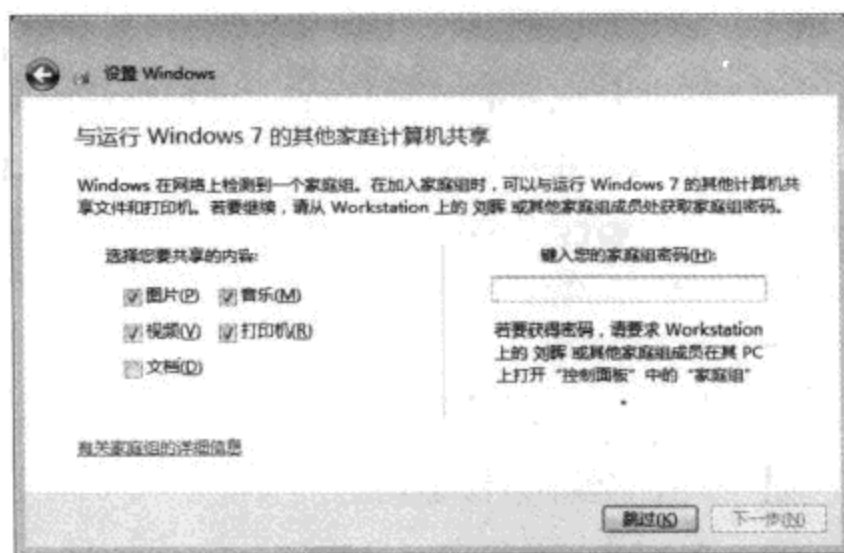 设置 Windows
与运行 Windows 7 的其他家庭计算机共享
Windows 在网络上检测到一个家庭组。在加入家庭组时，可以与运行 Windows 7 的其他计算机共
享文件和打印机。若要继续，请从 Workstation 上的 刘晖 或其他家庭组成员处获取家庭组密码。
选择您要共享的内容:
图片(P) 音乐(M)
视频(V) 打印机(R)
文档(D)
键入您的家庭组密码(H):
若要获得密码，请要求 Workstation
上的 刘晖 或其他家庭组成员在其 PC
上打开“控制面板”中的“家庭组”
。
有关家庭组的详细信息
跳过(K) 下一步(N)